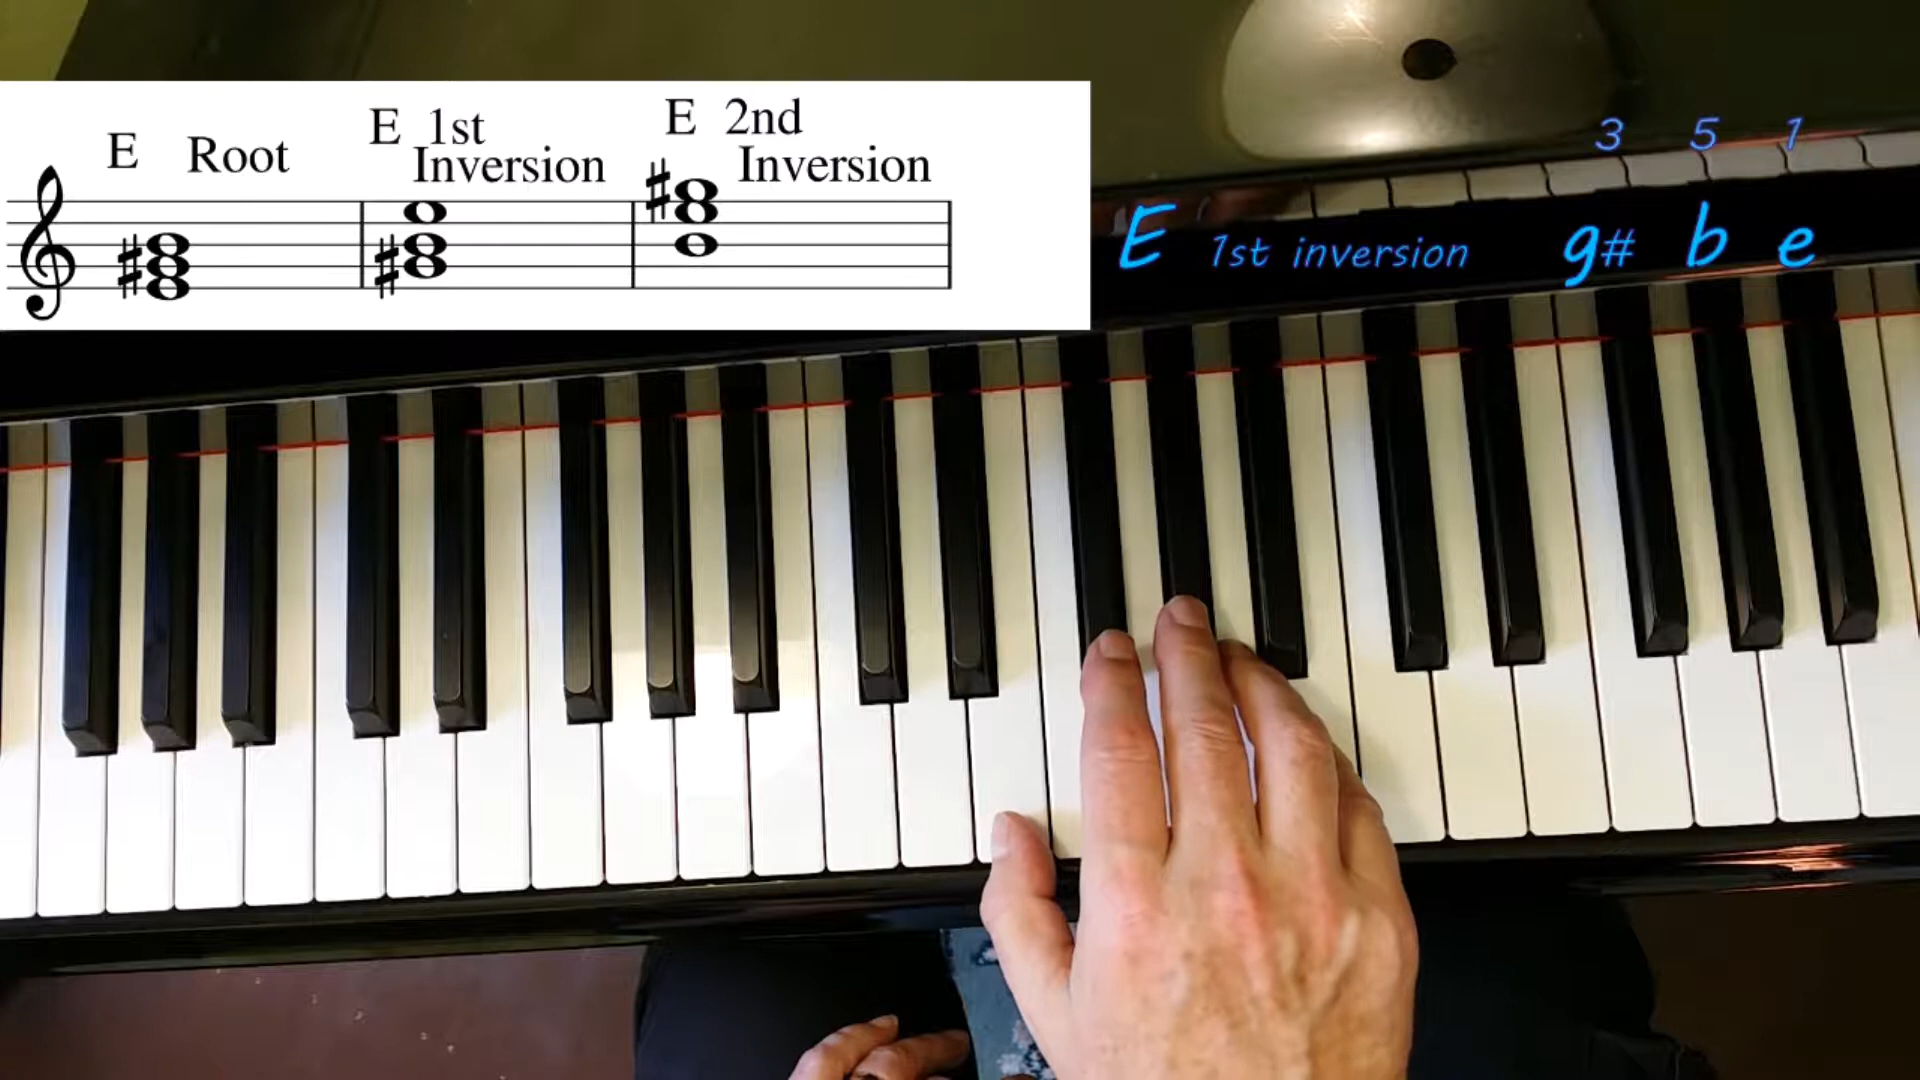 E Root
E 1st
Inversion
E 2nd
Inversion
3 5 1
E 1st inversion g# b e